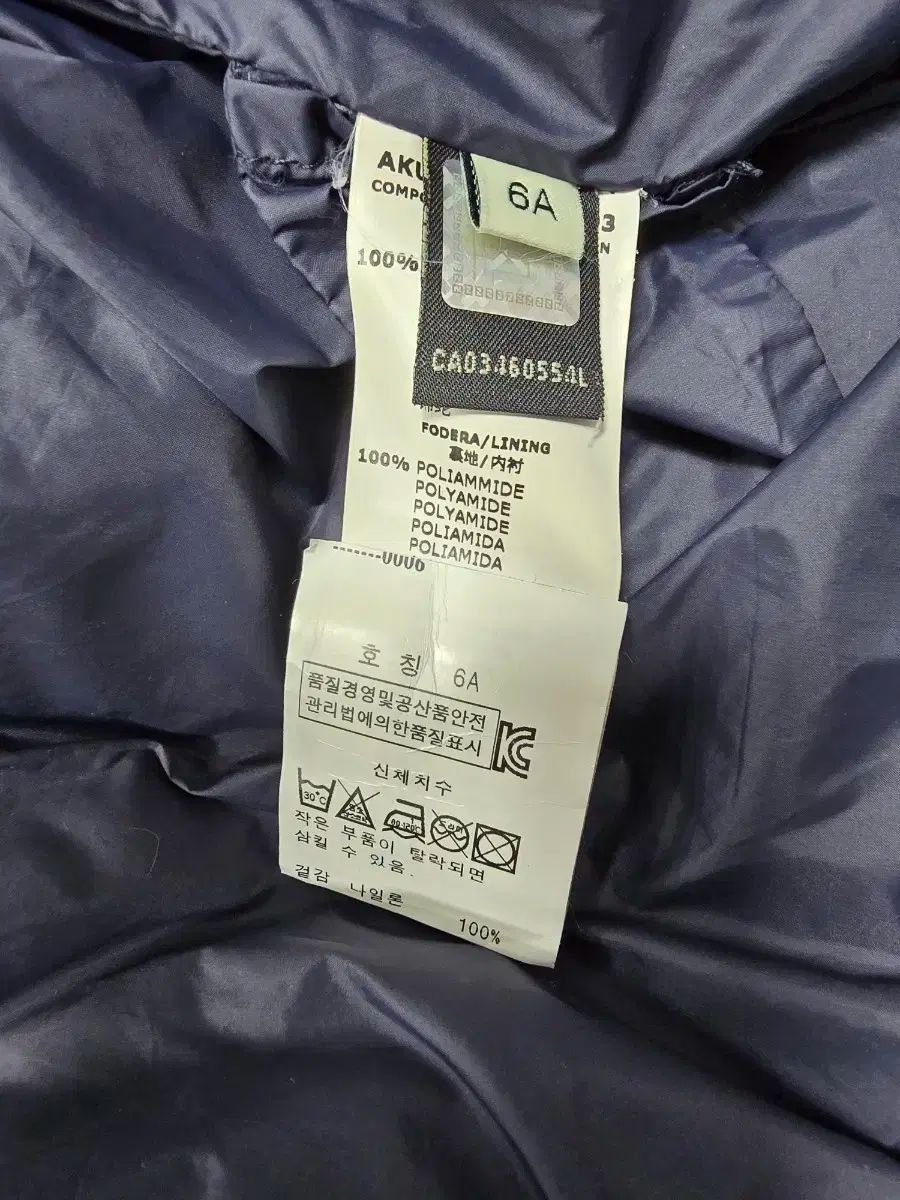 AKU
3
COMPO
N
6A
100%
CA03460554L
FODERA/LINING
裏地/内衬
100% POLIAMMIDE
POLYAMIDE
POLYAMIDE
POLIAMIDA
POLIAMIDA
0006
호 칭 6A
품질경영및공산품안전
관리법에의한품질표시
신체치수
30°C
작은 부품이 탈락되면
삼킬 수 있음.
겉감 나일론 100%